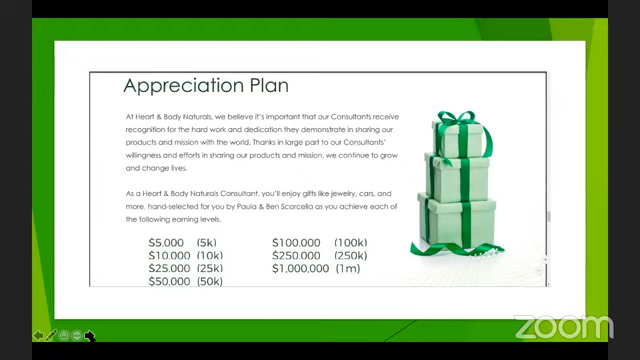 Appreciation Plan
At Heart & Body Naturals, we believe it's important that our Consultants receive
recognition for the hard work and dedication they demonstrate in sharing our
products and mission with the world. Thanks in large part to our Consultants'
willingness and efforts in sharing our products and mission, we continue to grow
and change lives.
As a Heart & Body Naturals Consultant, you'll enjoy gifts like jewelry, cars, and
more, hand-selected for you by Paula & Ben Scarcella as you achieve each of
the following earning levels.
$5,000 (5k)
$10,000 (10k)
$25,000 (25k)
$50,000 (50k)
$100,000 (100k)
$250,000 (250k)
$1,000,000 (1m)
zoom